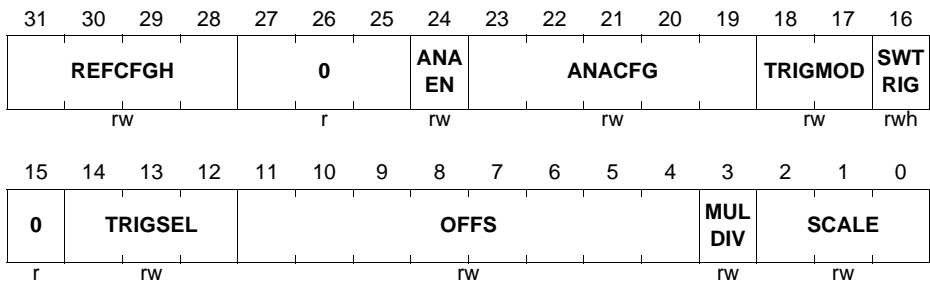 31 30 29 28 27 26 25 24 23 22 21 20 19 18 17 16
REFCFGH 0 ANA EN ANACFG TRIGMOD SWT RIG
rw r rw rw rw rwh
15 14 13 12 11 10 9 8 7 6 5 4 3 2 1 0
0 TRIGSEL OFFS MUL DIV SCALE
r rw rw rw rw